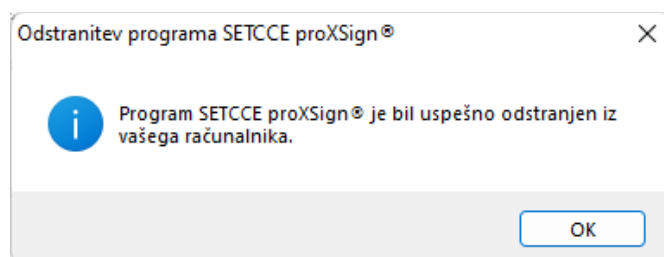 Odstranitev programa SETCCE proXSign®
Program SETCCE proXSign® je bil uspešno odstranjen iz
vašega računalnika.
OK